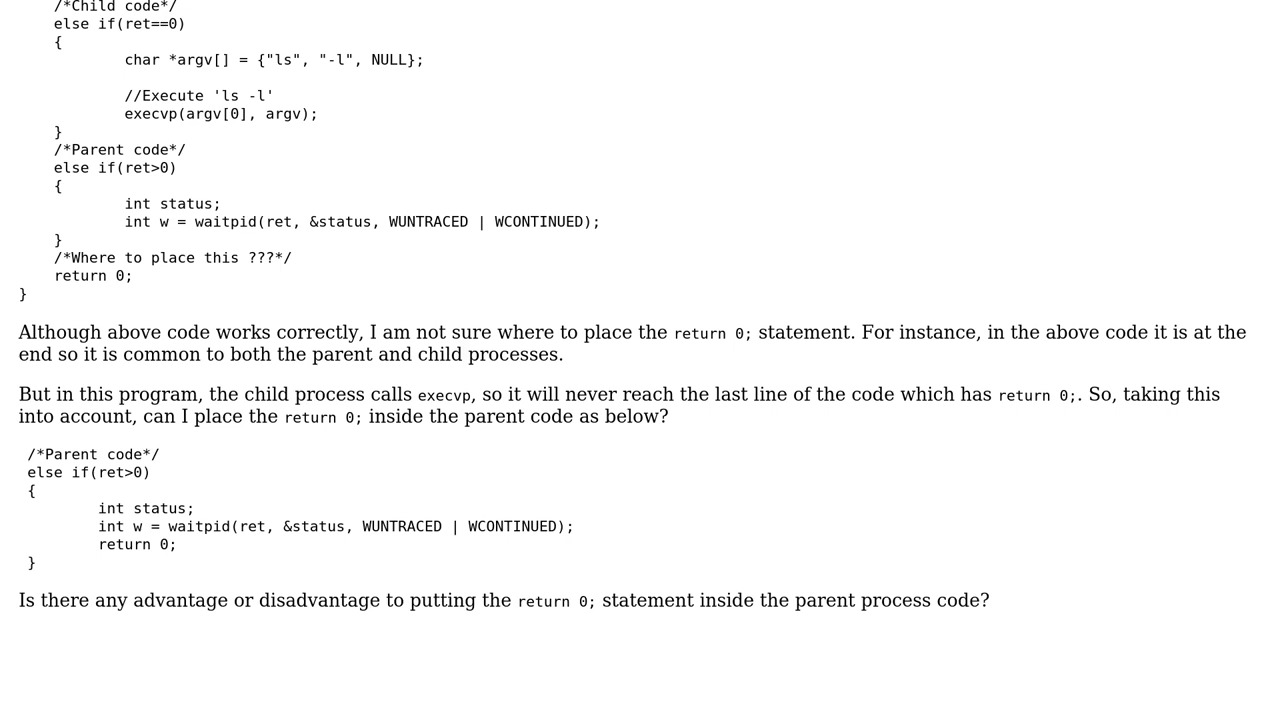 /*Child code*/
else if(ret==0)
{
char *argv[] = {"ls", "-l", NULL};
//Execute 'ls -l'
execvp(argv[0], argv);
}
/*Parent code*/
else if(ret>0)
{
int status;
int w = waitpid(ret, &status, WUNTRACED | WCONTINUED);
}
/*Where to place this ???*/
return 0;
}
Although above code works correctly, I am not sure where to place the return 0; statement. For instance, in the above code it is at the
end so it is common to both the parent and child processes.
But in this program, the child process calls execvp, so it will never reach the last line of the code which has return 0;. So, taking this
into account, can I place the return 0; inside the parent code as below?
/*Parent code*/
else if(ret>0)
{
int status;
int w = waitpid(ret, &status, WUNTRACED | WCONTINUED);
return 0;
}
Is there any advantage or disadvantage to putting the return 0; statement inside the parent process code?